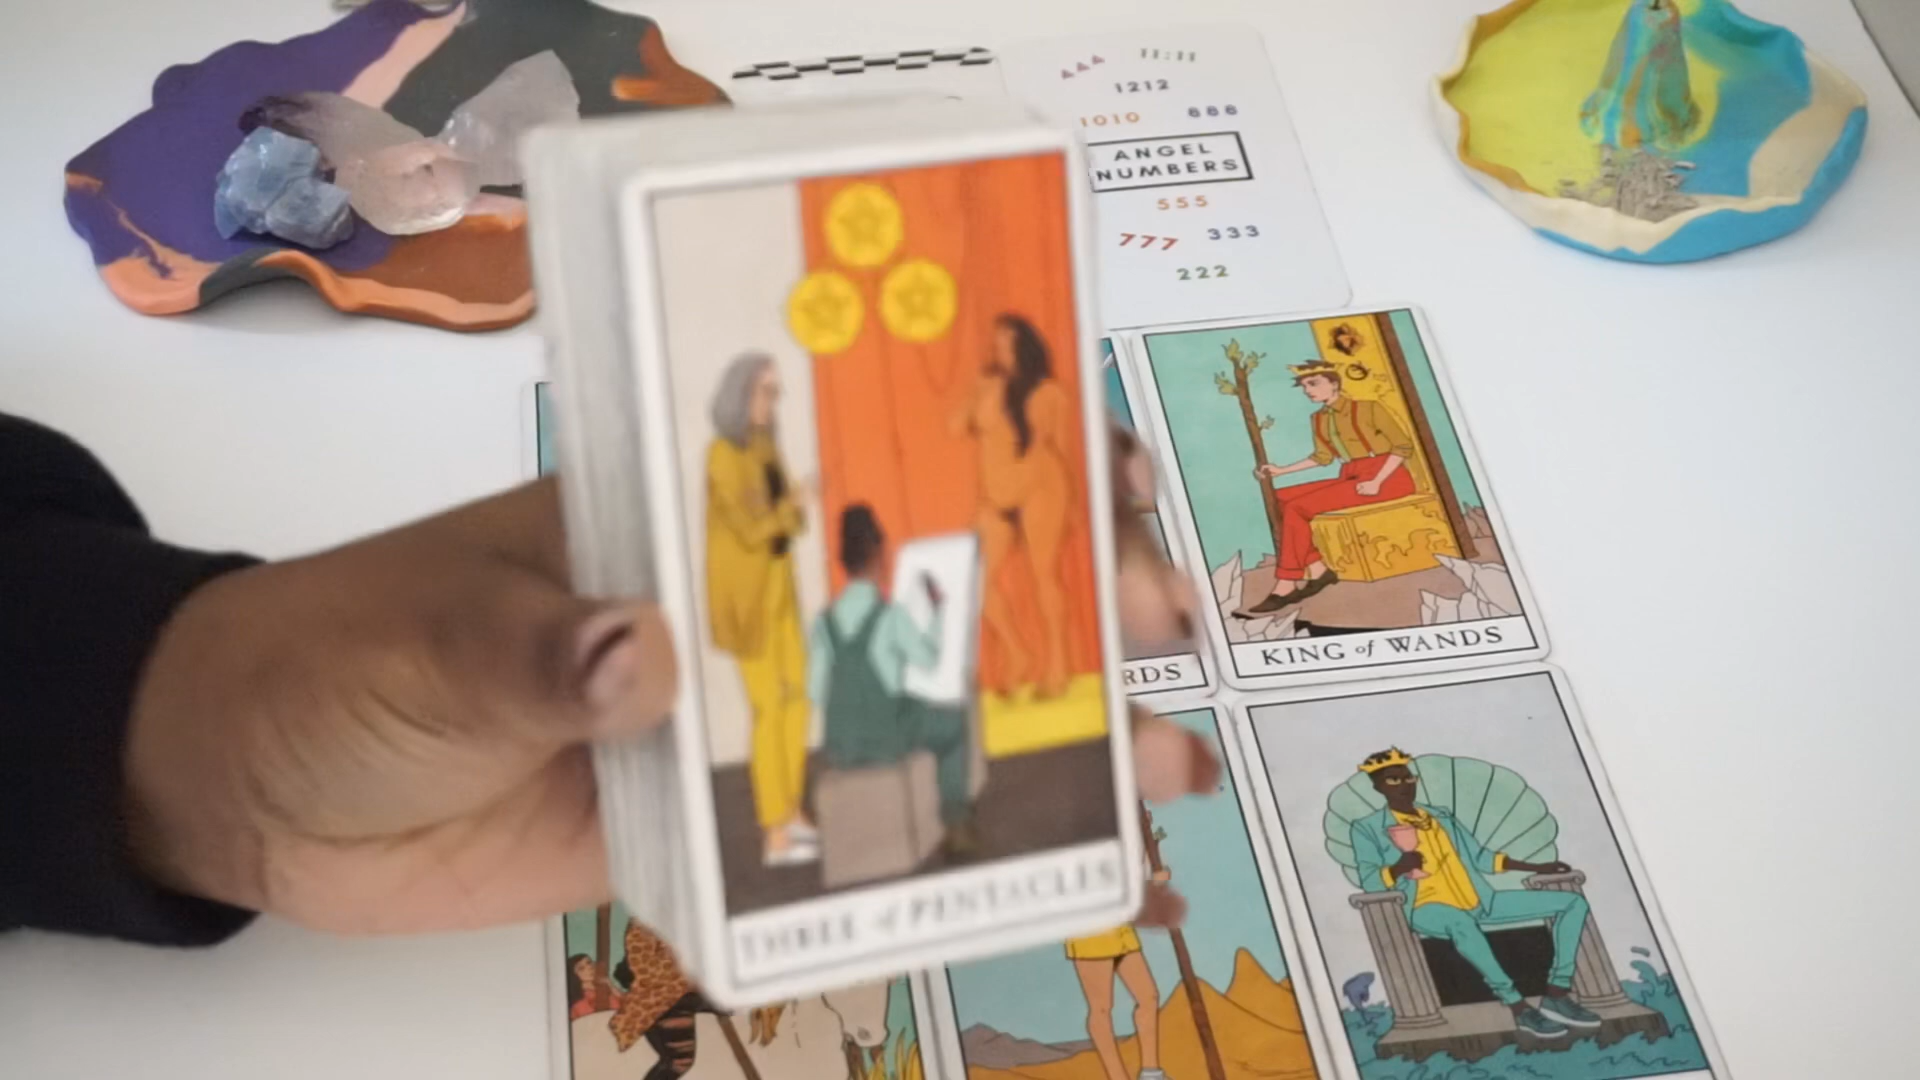 11:11
1212
1010 888
ANGEL
NUMBERS
555
777 333
222
KING of WANDS
RDS
THREE of PENTACLES